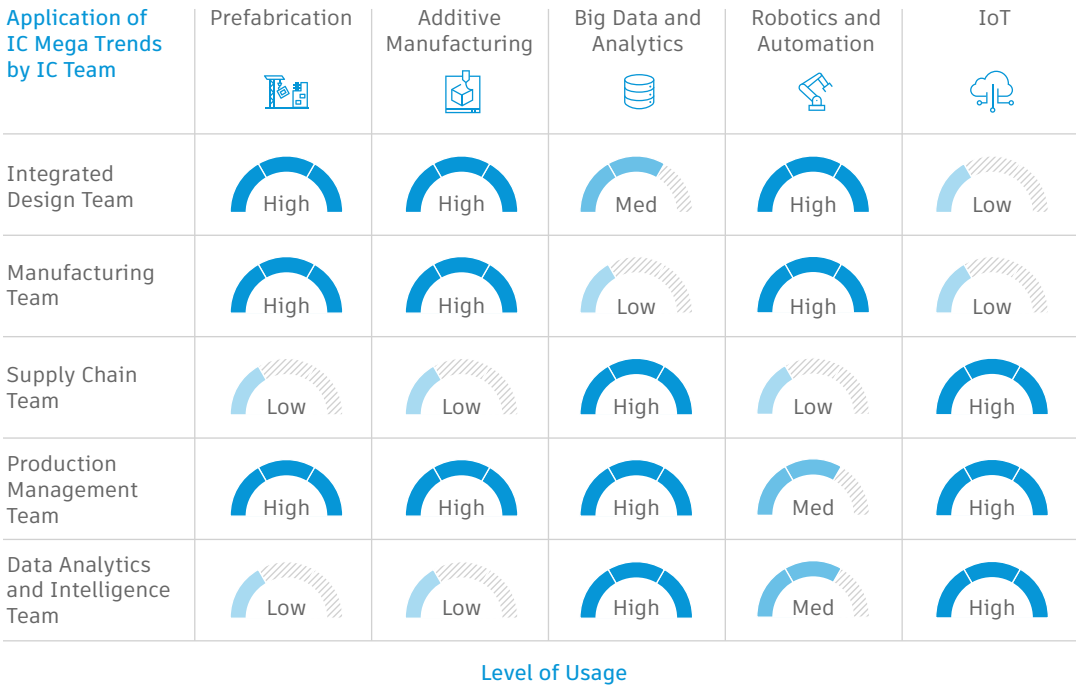 Application of
IC Mega Trends
by IC Team
Prefabrication
Additive
Manufacturing
Big Data and
Analytics
Robotics and
Automation
IoT
Integrated
Design Team
High
High
Med
High
Low
Manufacturing
Team
High
High
Low
High
Low
Supply Chain
Team
Low
Low
High
Low
High
Production
Management
Team
High
High
High
Med
High
Data Analytics
and Intelligence
Team
Low
Low
High
Med
High
Level of Usage